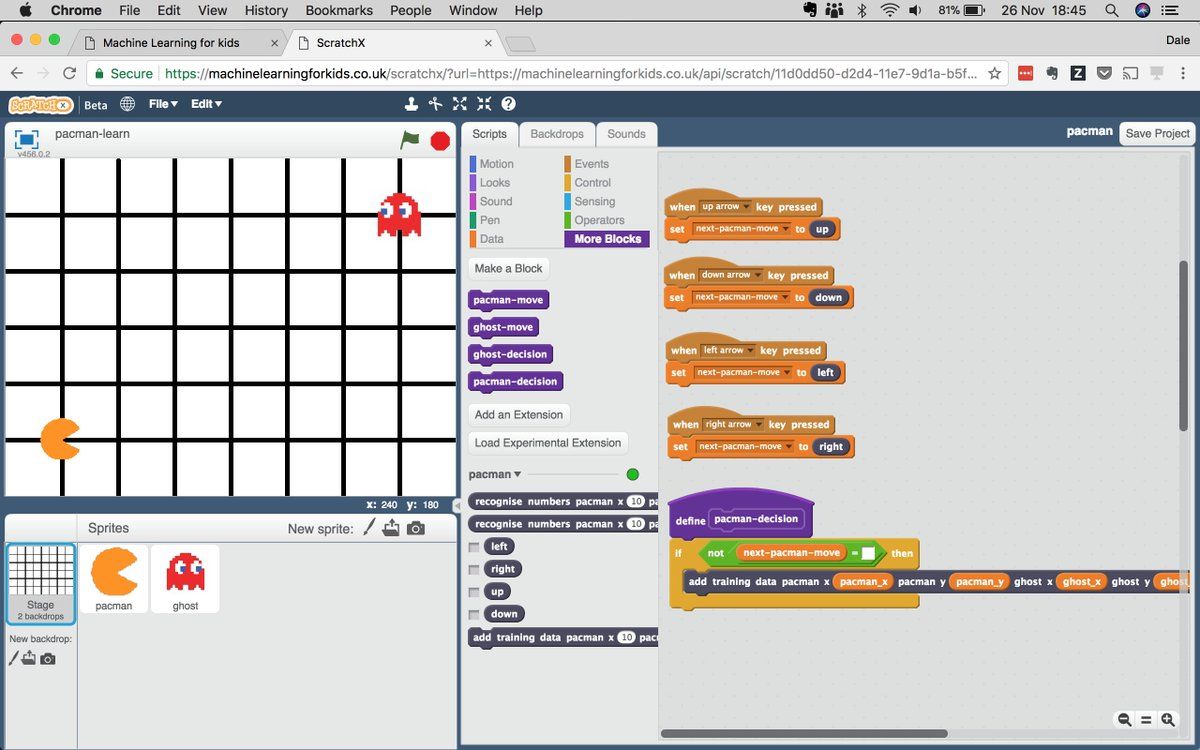 Chrome File Edit View History Bookmarks People Window Help 81% 26 Nov 18:45
Machine Learning for kids
ScratchX
Dale
Secure https://machinelearningforkids.co.uk/scratchx/?url=https://machinelearningforkids.co.uk/api/scratch/11d0dd50-d2d4-11e7-9d1a-b5f...
SCRATCHX Beta File Edit
pacman-learn
v456.0.2
x: 240 y: 180
Sprites New sprite:
Stage
2 backdrops
New backdrop:
pacman
ghost
Scripts Backdrops Sounds
Motion Events
Looks Control
Sound Sensing
Pen Operators
Data More Blocks
Make a Block
pacman-move
ghost-move
ghost-decision
pacman-decision
Add an Extension
Load Experimental Extension
pacman
recognise numbers pacman x 10 pa
recognise numbers pacman x 10 pa
left
right
up
down
add training data pacman x 10 pacm
pacman Save Project
when up arrow key pressed
set next-pacman-move to up
when down arrow key pressed
set next-pacman-move to down
when left arrow key pressed
set next-pacman-move to left
when right arrow key pressed
set next-pacman-move to right
define pacman-decision
if not next-pacman-move = then
add training data pacman x pacman_x pacman y pacman_y ghost x ghost_x ghost y ghost_